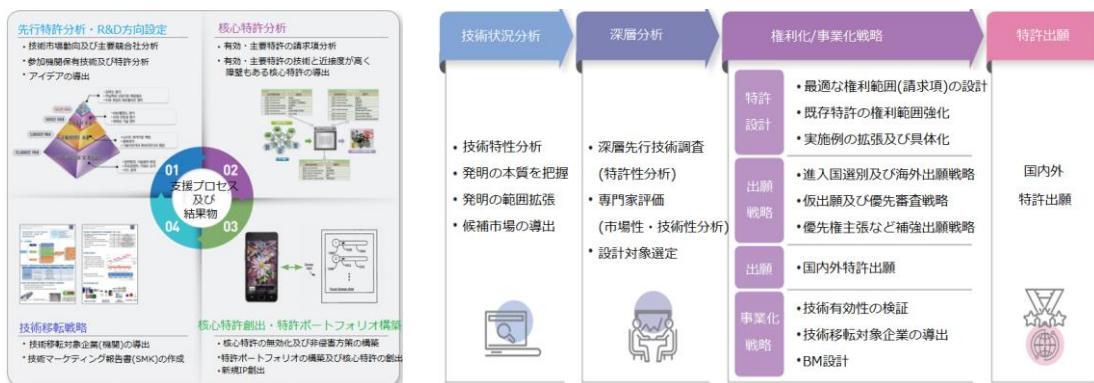 先行特許分析・R&D方向設定
• 技術市場動向及び主要競合社分析
• 参加機関保有技術及び特許分析
• アイデアの導出
核心特許分析
• 有効・主要特許の請求項分析
• 有効・主要特許の技術と近接度が高く
障壁もある核心特許の導出
01
02
03
04
支援プロセス
及び
結果物
技術移転戦略
• 技術移転対象企業(機関)の導出
• 技術マーケティング報告書(SMK)の作成
核心特許創出・特許ポートフォリオ構築
• 核心特許の無効化及び非侵害方策の構築
• 特許ポートフォリオの構築及び核心特許の創出
• 新規IP創出
技術状況分析
• 技術特性分析
• 発明の本質を把握
• 発明の範囲拡張
• 候補市場の導出
深層分析
• 深層先行技術調査
(特許性分析)
• 専門家評価
(市場性・技術性分析)
• 設計対象選定
権利化/事業化戦略
特許
設計
• 最適な権利範囲(請求項)の設計
• 既存特許の権利範囲強化
• 実施例の拡張及び具体化
出願
戦略
• 進入国選別及び海外出願戦略
• 仮出願及び優先審査戦略
• 優先権主張など補強出願戦略
出願
• 国内外特許出願
事業化
戦略
• 技術有効性の検証
• 技術移転対象企業の導出
• BM設計
特許出願
国内外
特許出願